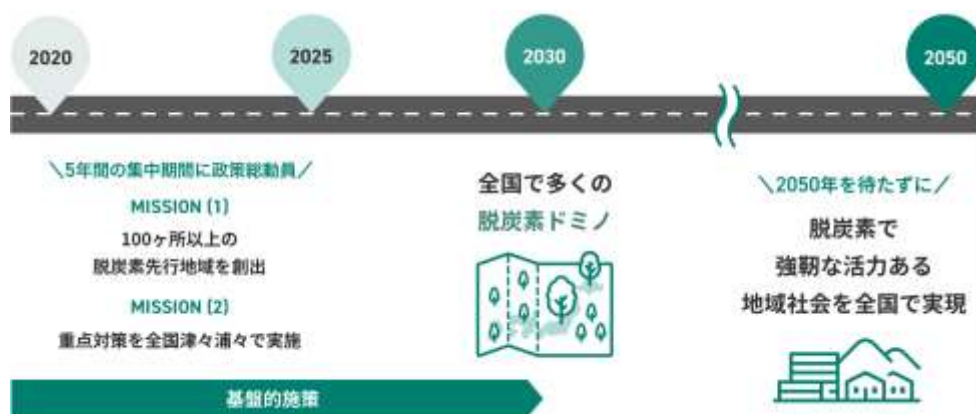 2020
2025
2030
2050
＼5年間の集中期間に政策総動員／
MISSION (1)
100ヶ所以上の
脱炭素先行地域を創出
MISSION (2)
重点対策を全国津々浦々で実施
基盤的施策
全国で多くの
脱炭素ドミノ
＼2050年を待たずに／
脱炭素で
強靭な活力ある
地域社会を全国で実現